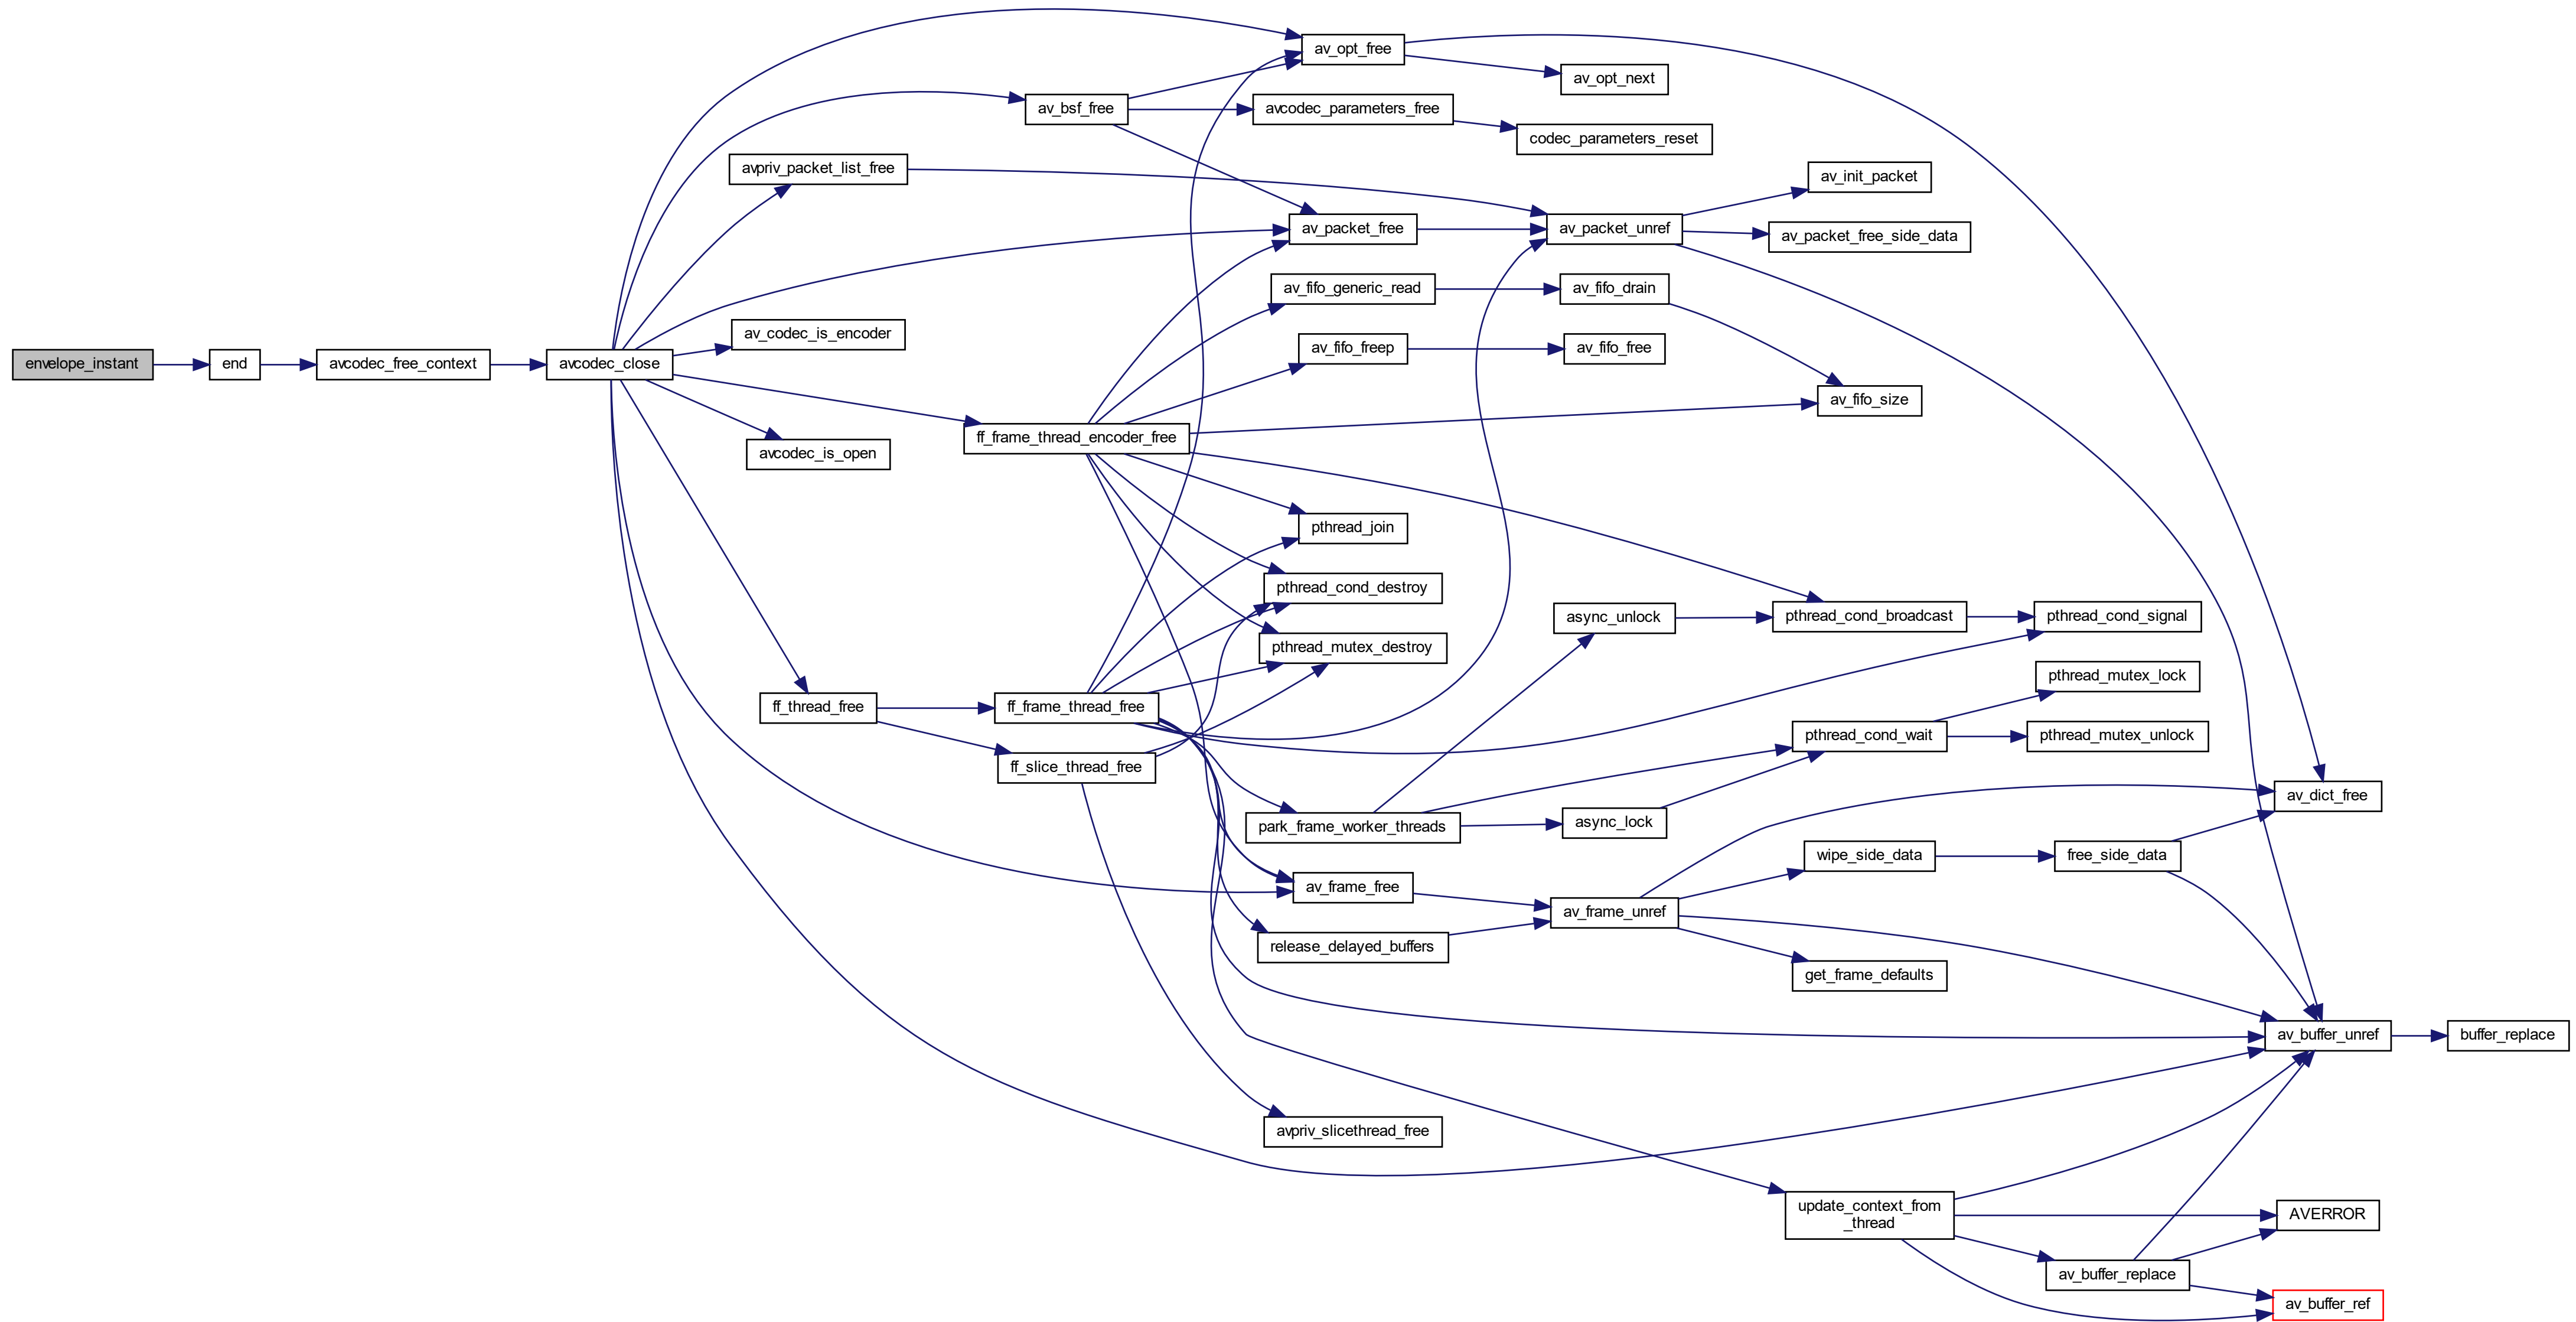 envelope_instant
end
avcodec_free_context
avcodec_close
av_opt_free
av_opt_next
av_bsf_free
avcodec_parameters_free
codec_parameters_reset
avpriv_packet_list_free
av_init_packet
av_packet_free
av_packet_unref
av_packet_free_side_data
av_fifo_generic_read
av_fifo_drain
av_codec_is_encoder
av_fifo_freep
av_fifo_free
av_fifo_size
ff_frame_thread_encoder_free
avcodec_is_open
pthread_join
pthread_cond_destroy
async_unlock
pthread_cond_broadcast
pthread_cond_signal
pthread_mutex_destroy
pthread_mutex_lock
ff_thread_free
ff_frame_thread_free
pthread_cond_wait
pthread_mutex_unlock
ff_slice_thread_free
av_dict_free
park_frame_worker_threads
async_lock
wipe_side_data
free_side_data
av_frame_free
av_frame_unref
release_delayed_buffers
get_frame_defaults
av_buffer_unref
buffer_replace
avpriv_slicethread_free
update_context_from
_thread
AVERROR
av_buffer_replace
av_buffer_ref